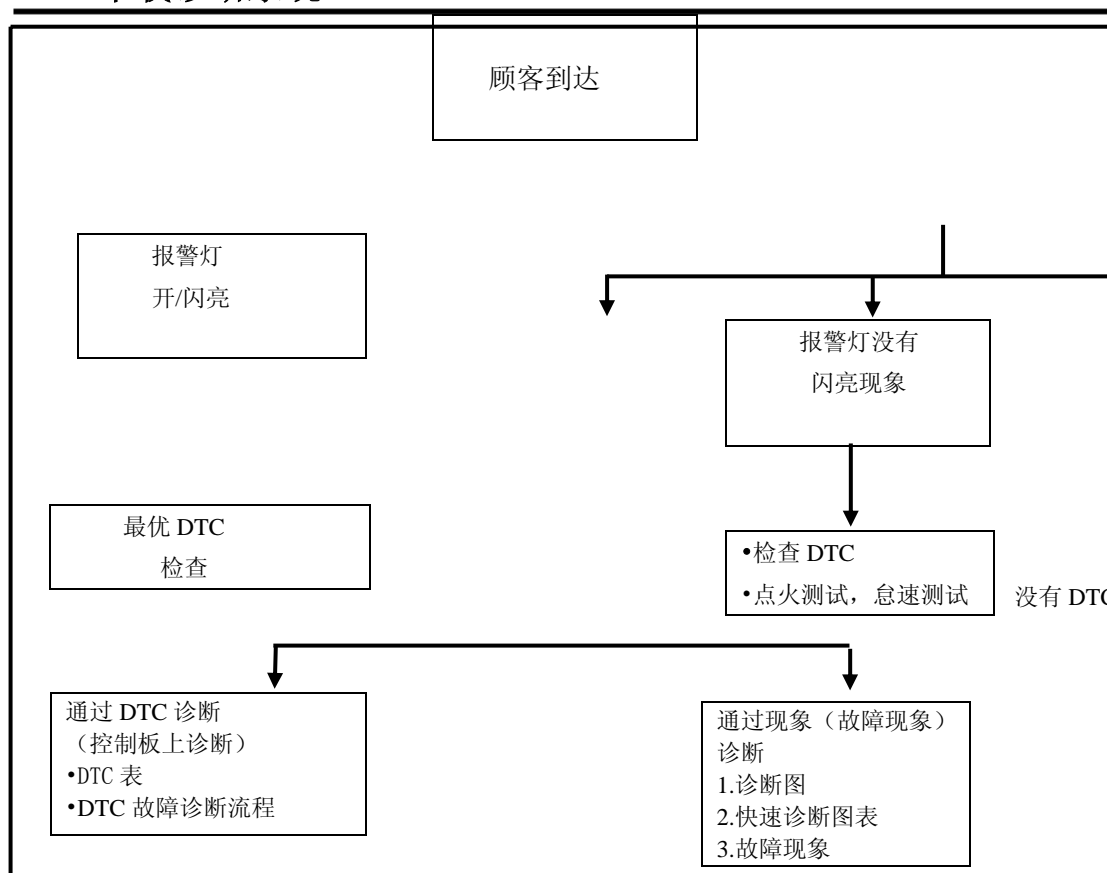 顾客到达
报警灯
开/闪亮
报警灯没有
闪亮现象
最优 DTC
检查
•检查 DTC
•点火测试，怠速测试
没有 DTC
通过 DTC 诊断
（控制板上诊断）
•DTC 表
•DTC 故障诊断流程
通过现象（故障现象）
诊断
1.诊断图
2.快速诊断图表
3.故障现象